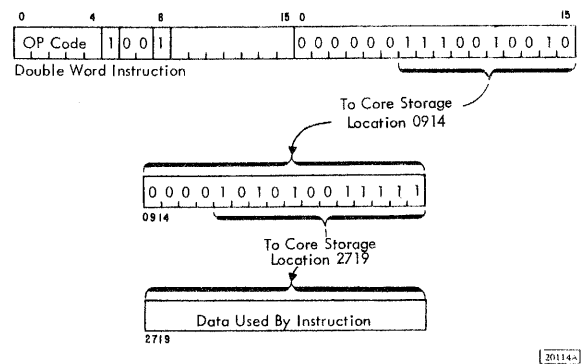 0 4 8 15 0 15
OP Code 1 0 0 1 0 0 0 0 0 0 1 1 1 0 0 1 0 0 1 0
Double Word Instruction
To Core Storage
Location 0914
0 0 0 0 1 0 1 0 1 0 0 1 1 1 1 1
0914
To Core Storage
Location 2719
Data Used By Instruction
2719
20114A